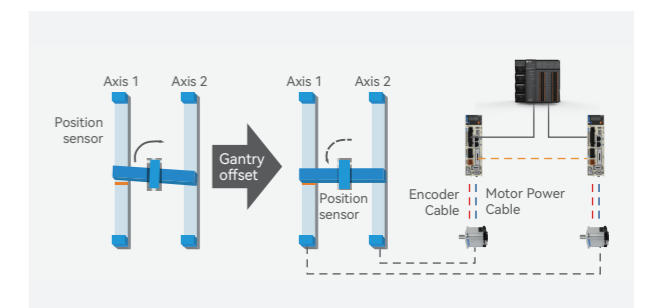 Axis 1
Axis 2
Position
sensor
Gantry
offset
Axis 1
Axis 2
Position
sensor
Encoder
Cable
Motor Power
Cable